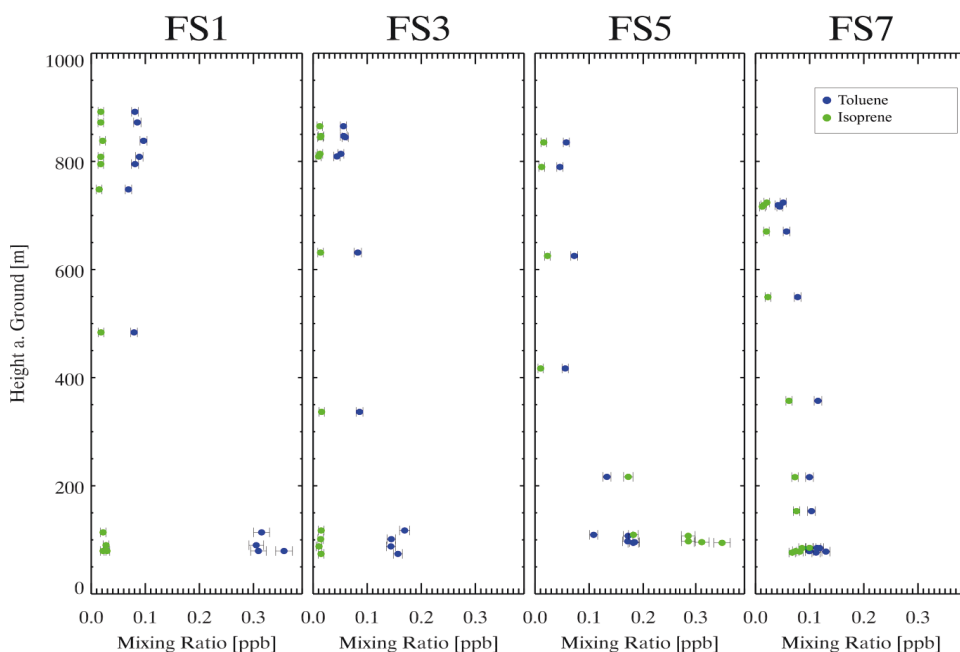 FS1 FS3 FS5 FS7
1000
800
600
400
200
0
Height a. Ground [m]
Toluene
Isoprene
0.0 0.1 0.2 0.3 0.0 0.1 0.2 0.3 0.0 0.1 0.2 0.3 0.0 0.1 0.2 0.3
Mixing Ratio [ppb] Mixing Ratio [ppb] Mixing Ratio [ppb] Mixing Ratio [ppb]